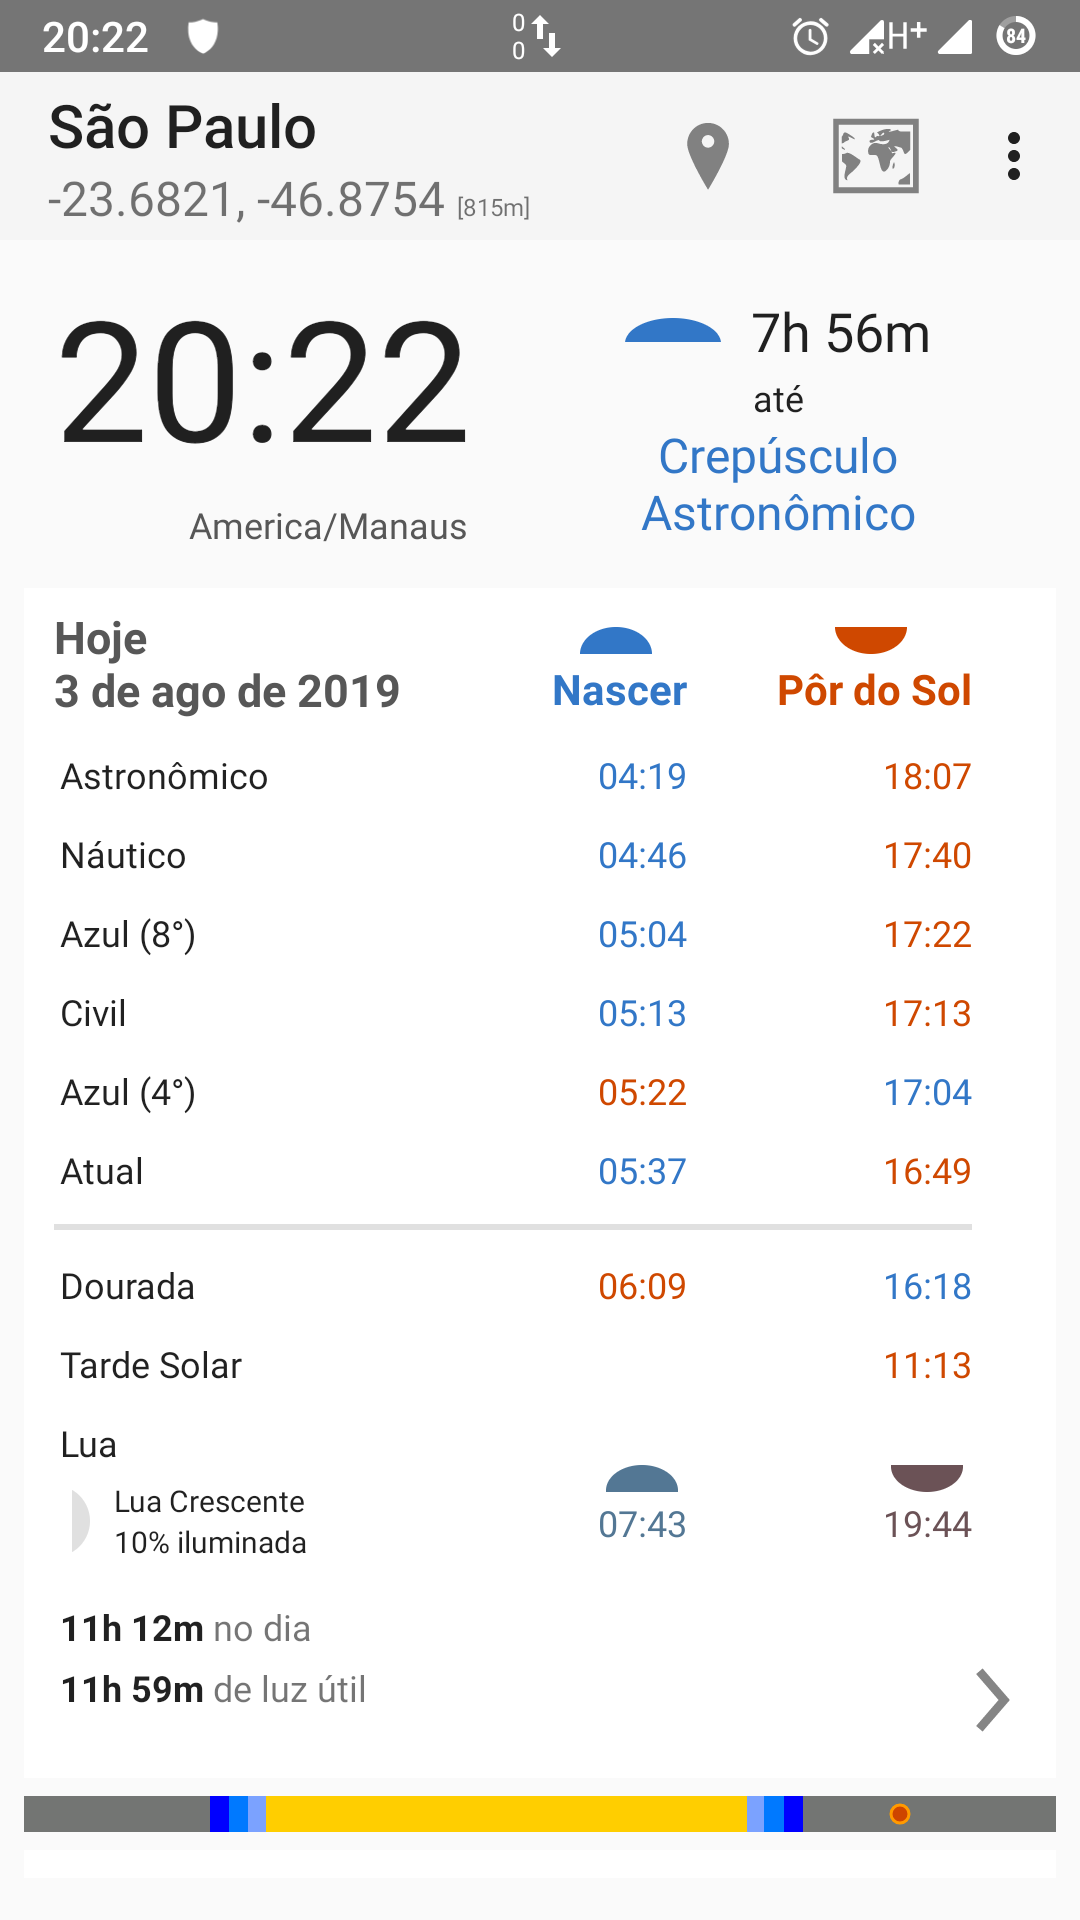 20:22
0
0
H+
84
São Paulo
-23.6821, -46.8754 [815m]
20:22
America/Manaus
7h 56m
até
Crepúsculo
Astronômico
Hoje
3 de ago de 2019
Nascer
Pôr do Sol
Astronômico 04:19 18:07
Náutico 04:46 17:40
Azul (8°) 05:04 17:22
Civil 05:13 17:13
Azul (4°) 05:22 17:04
Atual 05:37 16:49
Dourada 06:09 16:18
Tarde Solar 11:13
Lua
Lua Crescente
10% iluminada
07:43 19:44
11h 12m no dia
11h 59m de luz útil